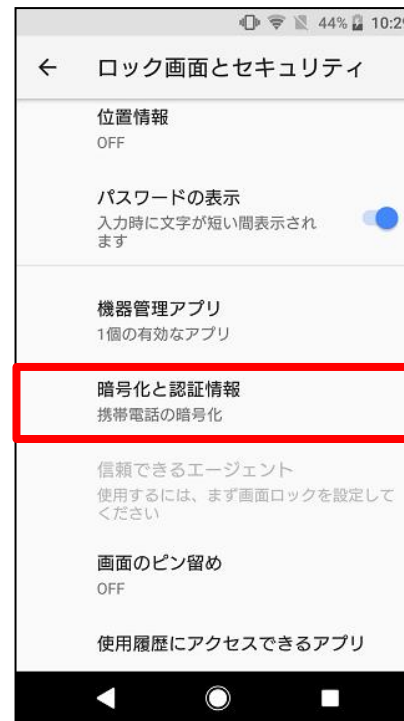 44% 10:29
ロック画面とセキュリティ
位置情報
OFF
パスワードの表示
入力時に文字が短い間表示され
ます
機器管理アプリ
1個の有効なアプリ
暗号化と認証情報
携帯電話の暗号化
信頼できるエージェント
使用するには、まず画面ロックを設定して
ください
画面のピン留め
OFF
使用履歴にアクセスできるアプリ